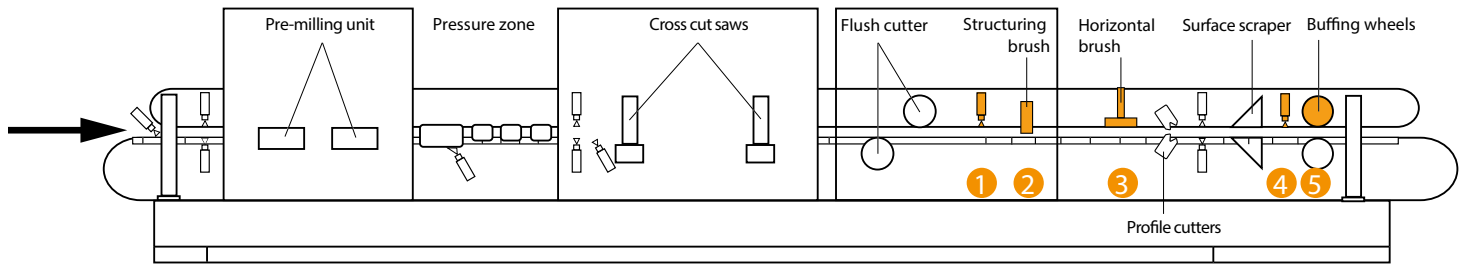 Pre-milling unit
Pressure zone
Cross cut saws
Flush cutter
Structuring
brush
Horizontal
brush
Surface scraper
Buffing wheels
1
2
3
4
5
Profile cutters